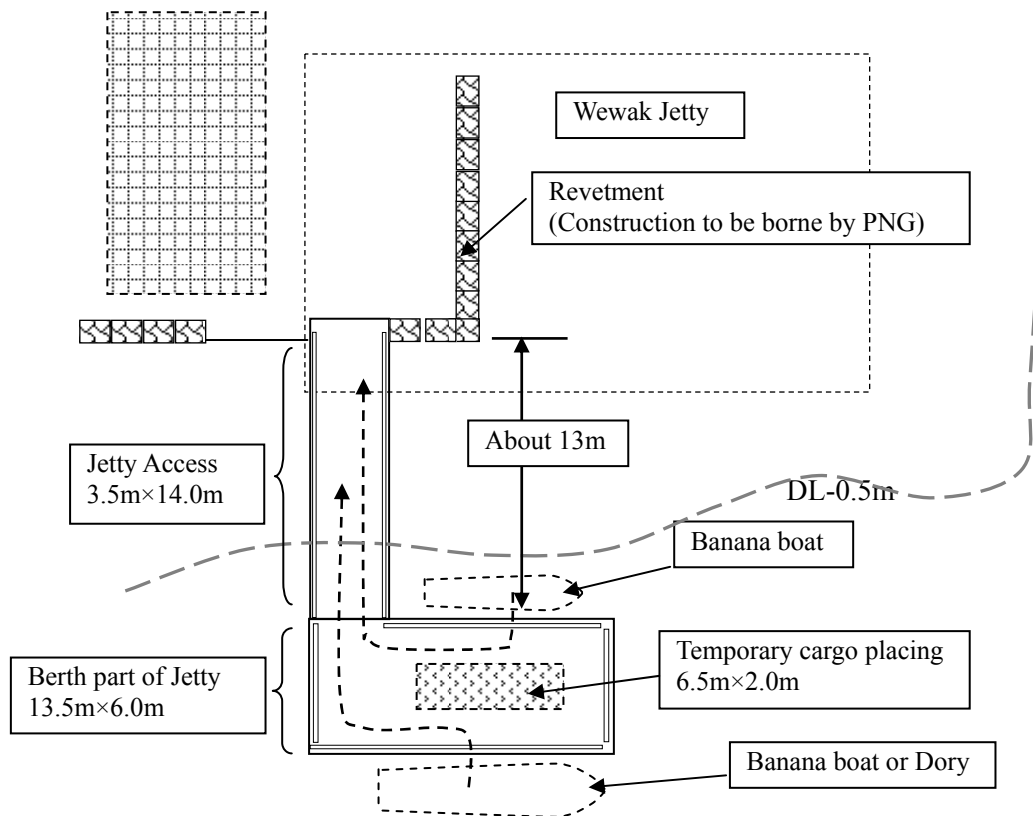 Wewak Jetty
Revetment
(Construction to be borne by PNG)
About 13m
Jetty Access
3.5m×14.0m
DL-0.5m
Banana boat
Temporary cargo placing
6.5m×2.0m
Berth part of Jetty
13.5m×6.0m
Banana boat or Dory